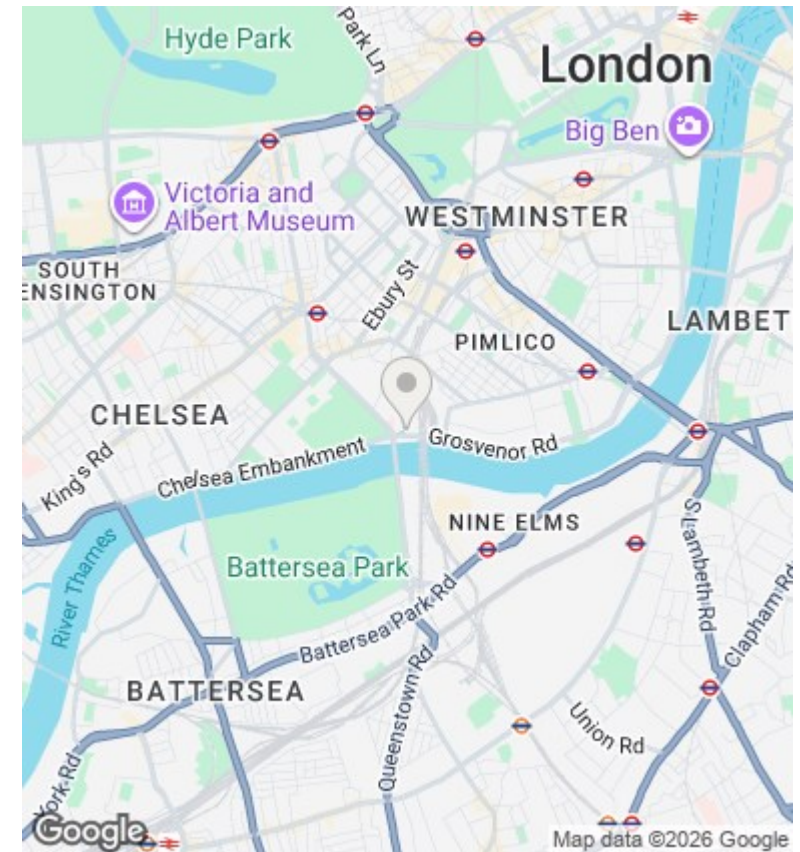 Hyde Park
Park Ln
London
Big Ben
Victoria and
Albert Museum
WESTMINSTER
SOUTH
ENSINGTON
Ebury St
LAMBET
PIMLICO
CHELSEA
King's Rd
Chelsea Embankment
Grosvenor Rd
NINE ELMS
S Lambeth Rd
River Thames
Battersea Park
Battersea Park Rd
Clapham Rd
BATTERSEA
Queenstown Rd
Union Rd
York Rd
Google
Map data ©2026 Google